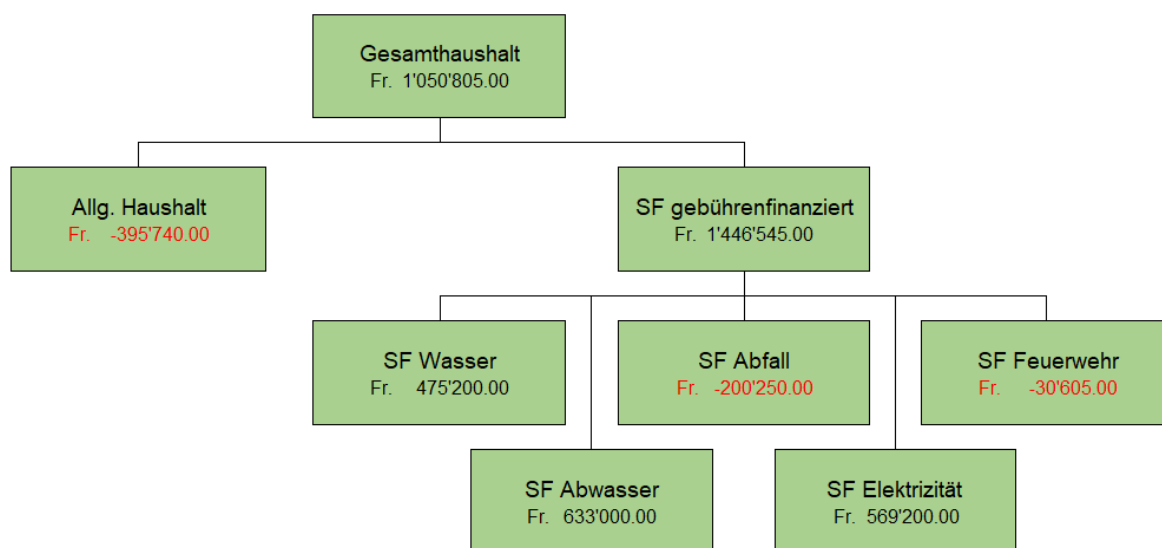 Gesamthaushalt
Fr. 1'050'805.00
Allg. Haushalt
Fr. -395'740.00
SF gebührenfinanziert
Fr. 1'446'545.00
SF Wasser
Fr. 475'200.00
SF Abfall
Fr. -200'250.00
SF Feuerwehr
Fr. -30'605.00
SF Abwasser
Fr. 633'000.00
SF Elektrizität
Fr. 569'200.00